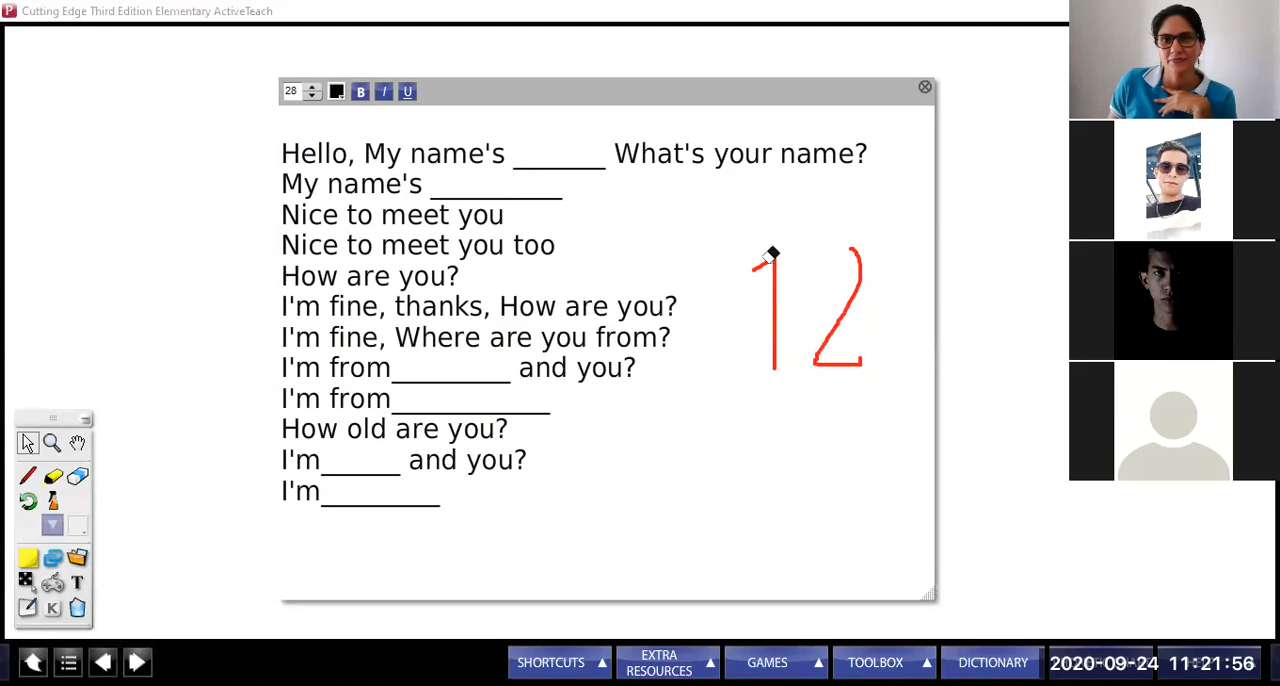 Cutting Edge Third Edition Elementary ActiveTeach
28 B I U
Hello, My name's _______ What's your name?
My name's __________
Nice to meet you
Nice to meet you too
How are you?
I'm fine, thanks, How are you?
I'm fine, Where are you from?
I'm from_________ and you?
I'm from____________
How old are you?
I'm______ and you?
I'm_________
12
T
K
SHORTCUTS
EXTRA
RESOURCES
GAMES
TOOLBOX
DICTIONARY
2020-09-24 11:21:56